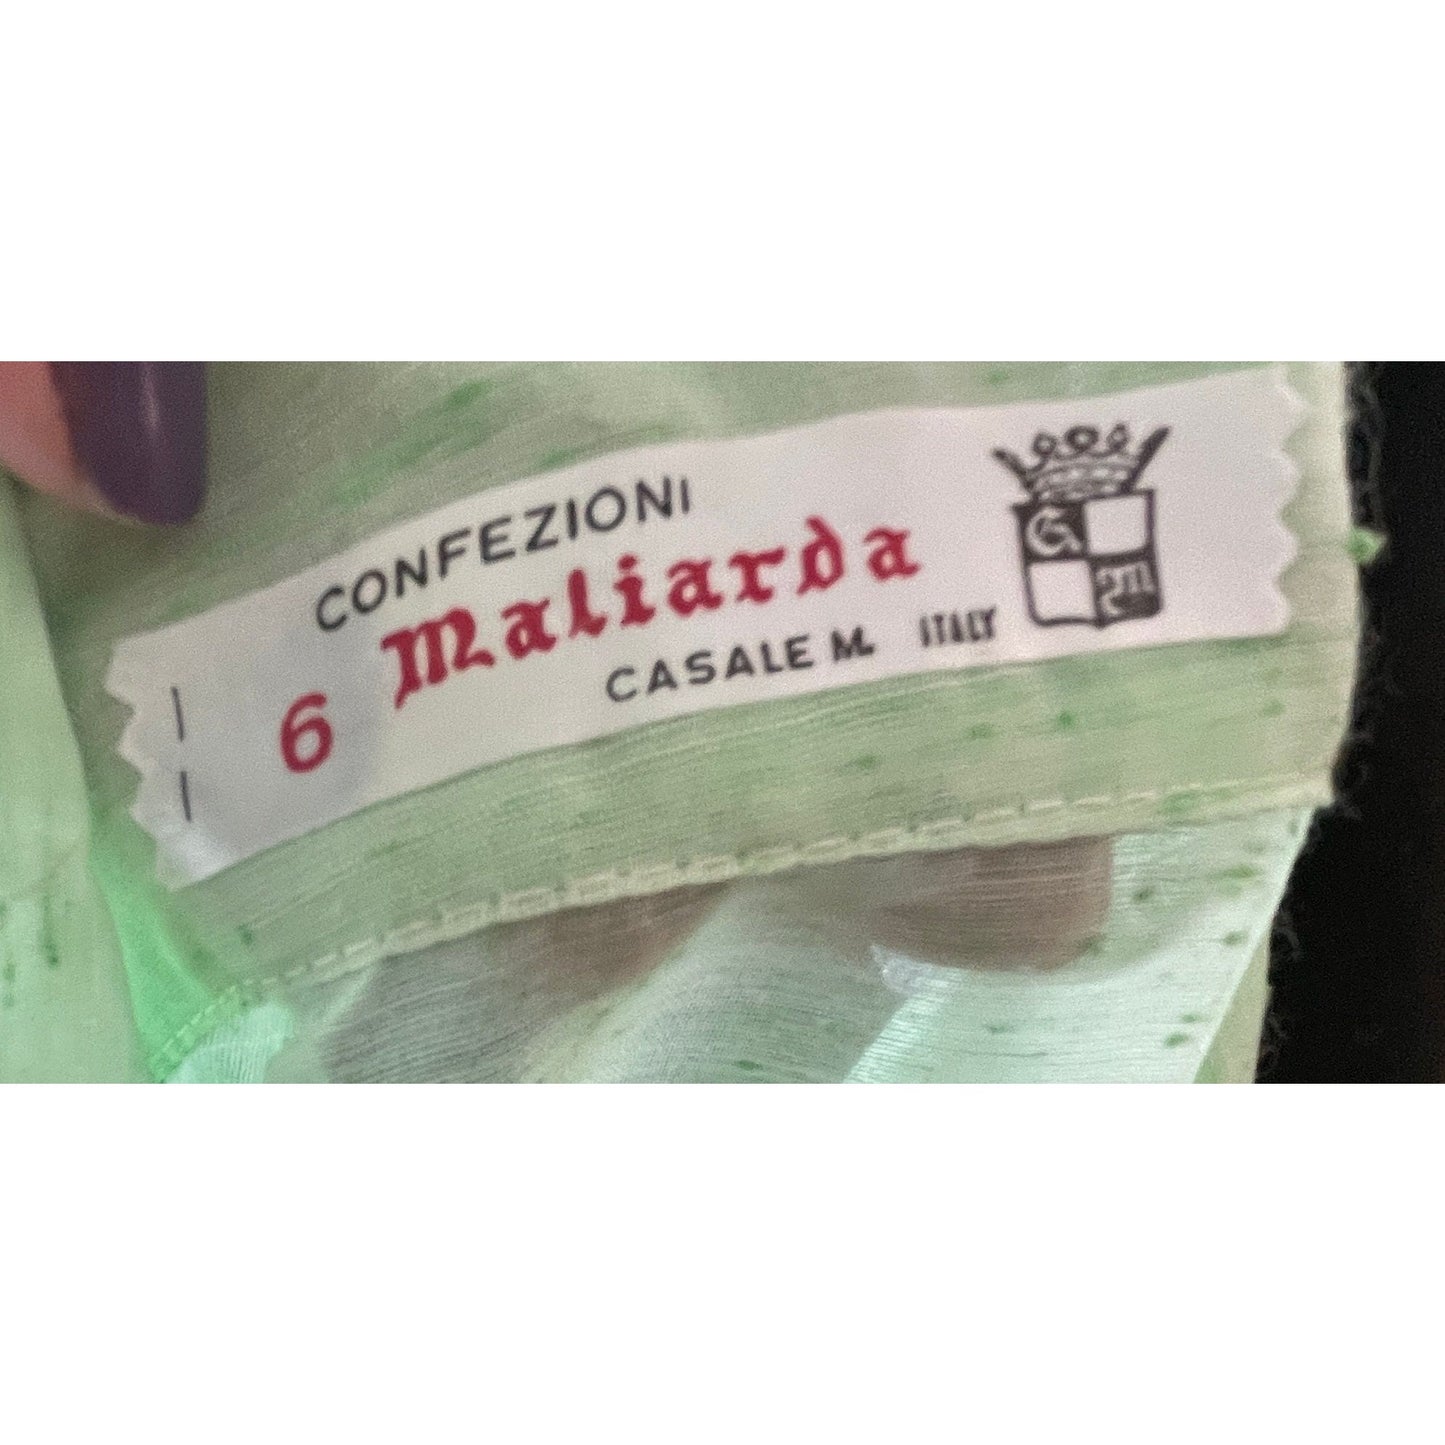 CONFEZIONI
6 Maliarda
CASALE M. ITALY
C
M